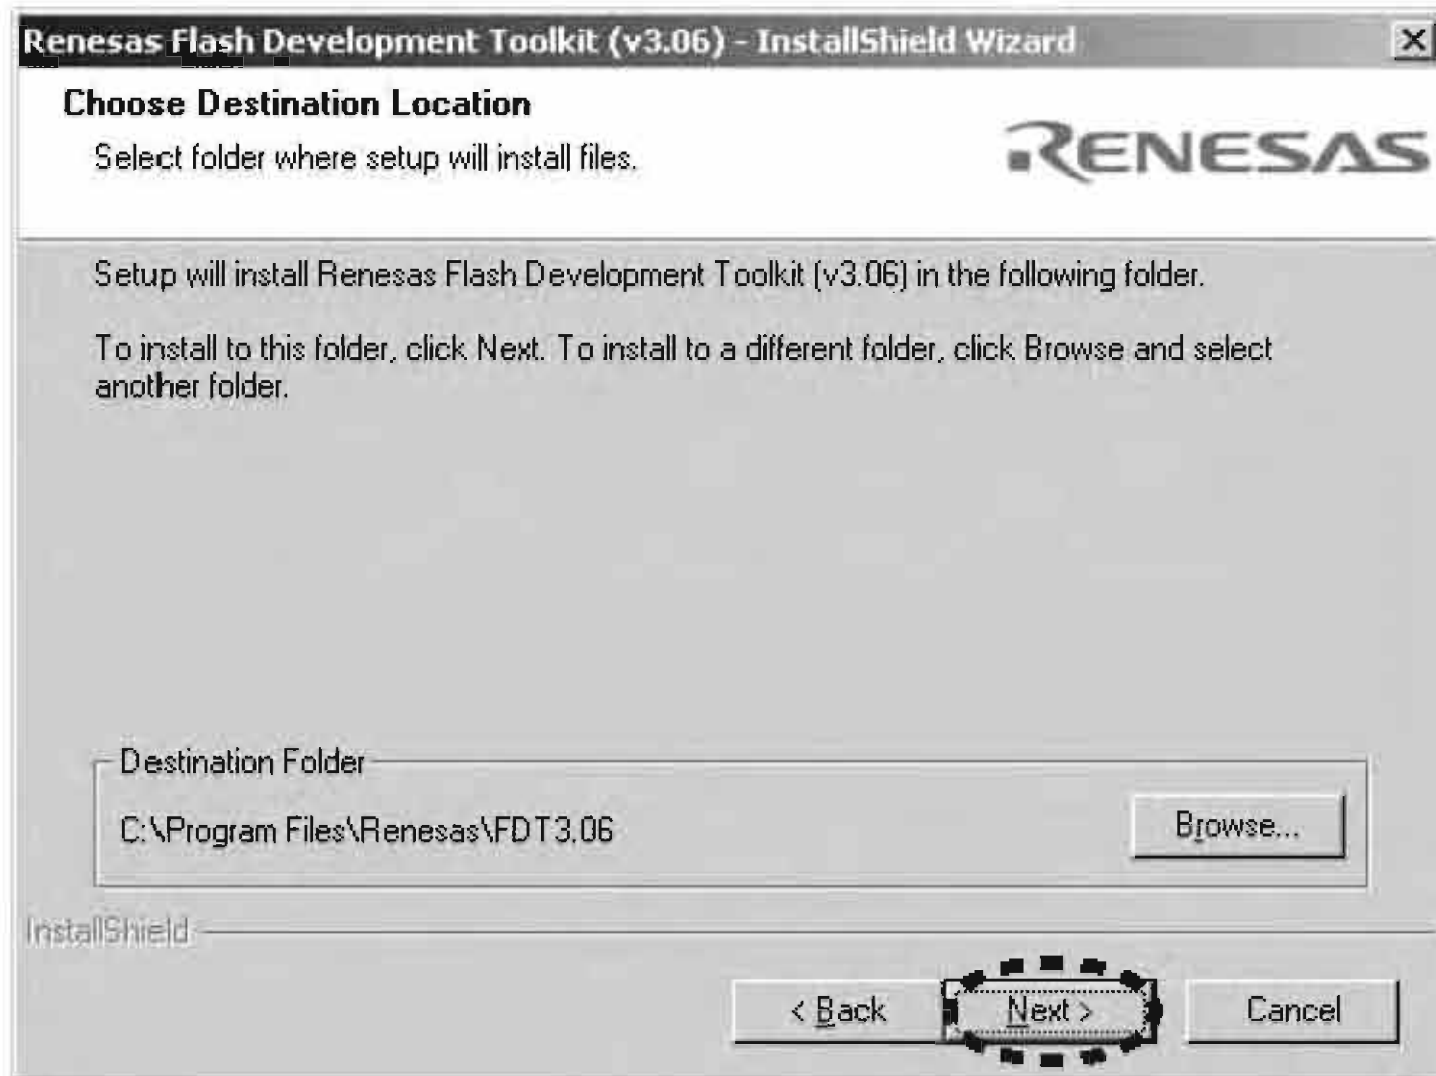 Renesas Flash Development Toolkit (v3.06) - InstallShield Wizard
Choose Destination Location
Select folder where setup will install files.
RENESAS
Setup will install Renesas Flash Development Toolkit (v3.06) in the following folder.
To install to this folder, click Next. To install to a different folder, click Browse and select
another folder.
Destination Folder
C:\Program Files\Renesas\FDT3.06
Browse...
InstallShield
< Back
Next >
Cancel